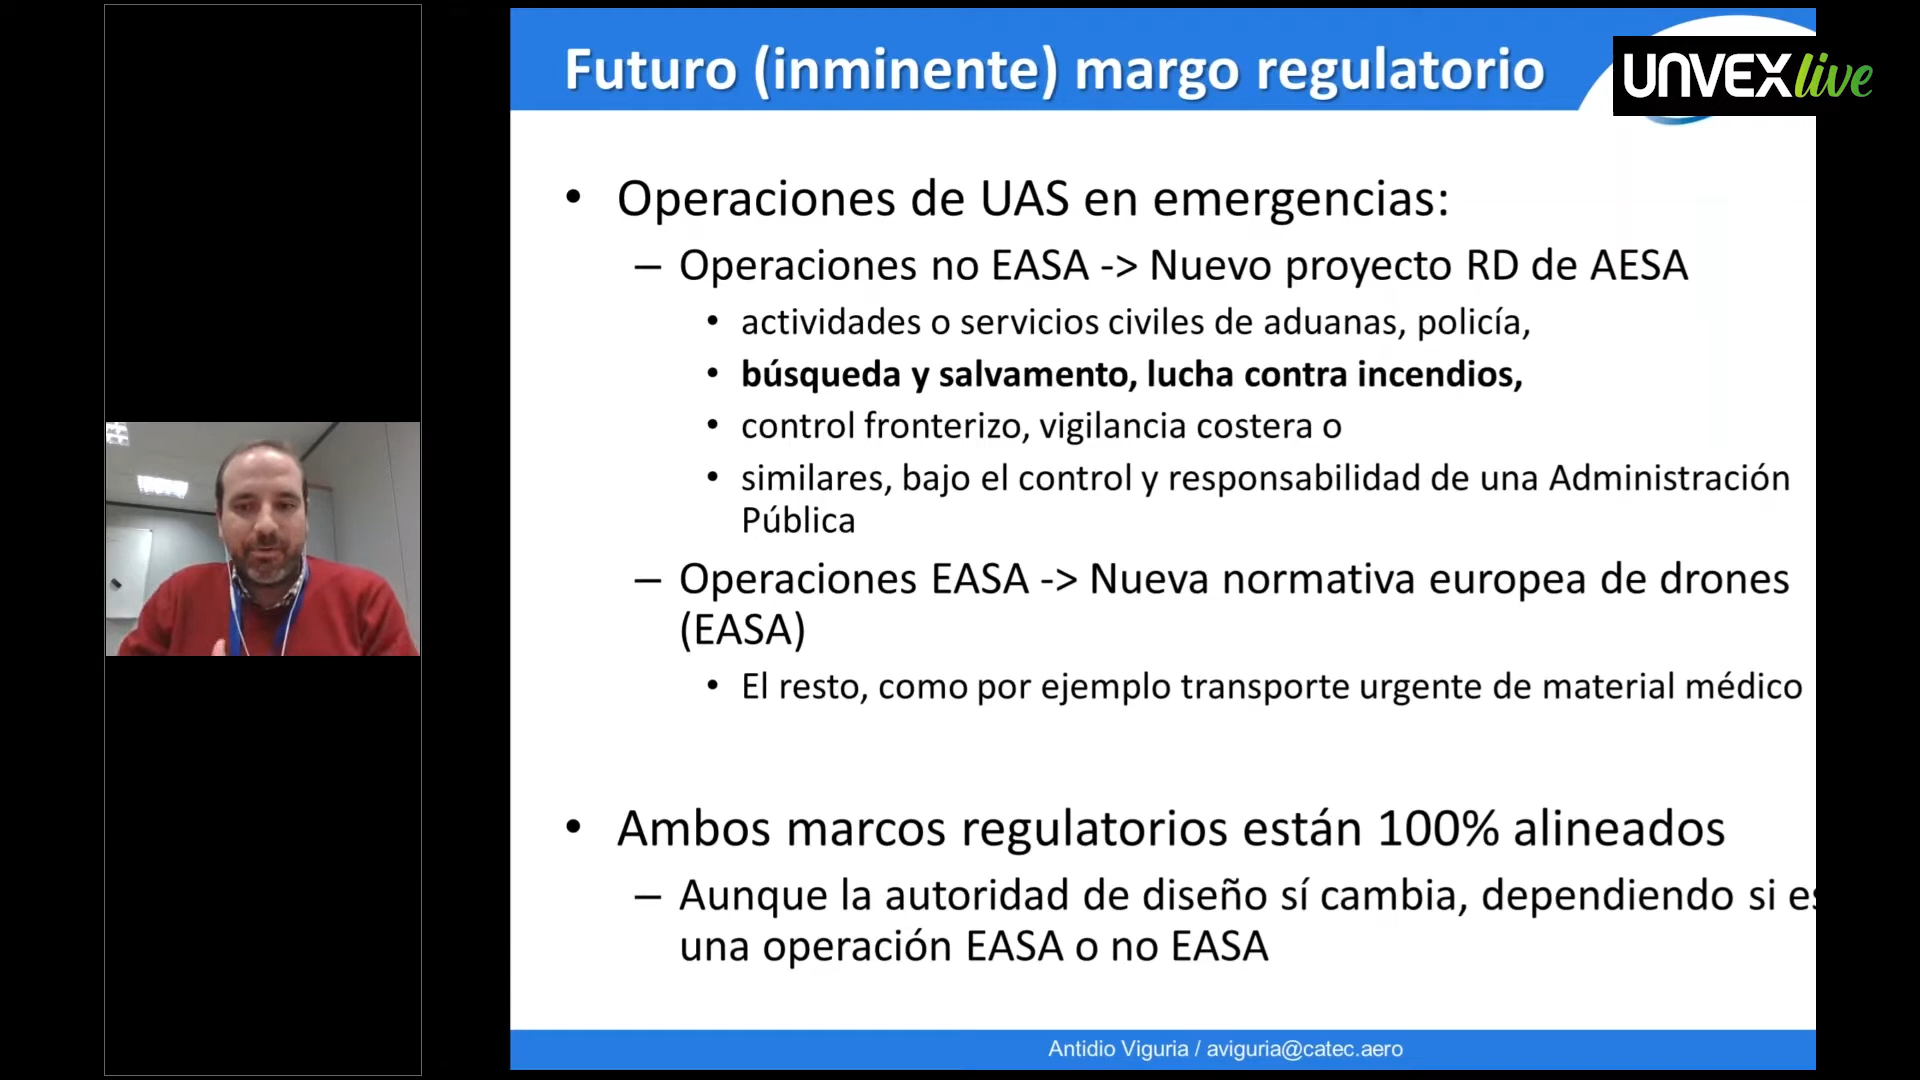 Futuro (inminente) margo regulatorio
UNVEXlive
• Operaciones de UAS en emergencias:
– Operaciones no EASA -> Nuevo proyecto RD de AESA
• actividades o servicios civiles de aduanas, policía,
• búsqueda y salvamento, lucha contra incendios,
• control fronterizo, vigilancia costera o
• similares, bajo el control y responsabilidad de una Administración
Pública
– Operaciones EASA -> Nueva normativa europea de drones
(EASA)
• El resto, como por ejemplo transporte urgente de material médico
• Ambos marcos regulatorios están 100% alineados
– Aunque la autoridad de diseño sí cambia, dependiendo si es
una operación EASA o no EASA
Antidio Viguria / aviguria@catec.aero